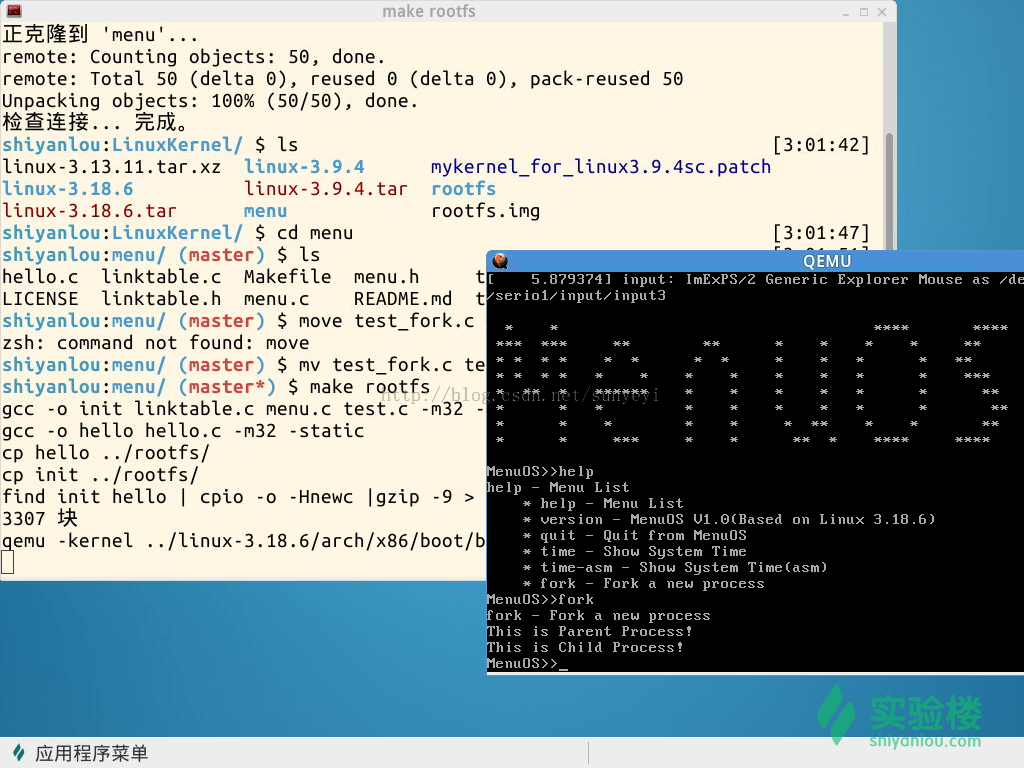 make rootfs
正克隆到 'menu'...
remote: Counting objects: 50, done.
remote: Total 50 (delta 0), reused 0 (delta 0), pack-reused 50
Unpacking objects: 100% (50/50), done.
检查连接... 完成。
shiyanlou:LinuxKernel/ $ ls [3:01:42]
linux-3.13.11.tar.xz linux-3.9.4 mykernel_for_linux3.9.4sc.patch
linux-3.18.6 linux-3.9.4.tar rootfs
linux-3.18.6.tar menu rootfs.img
shiyanlou:LinuxKernel/ $ cd menu [3:01:47]
shiyanlou:menu/ (master) $ ls
hello.c linktable.c Makefile menu.h t
LICENSE linktable.h menu.c README.md t
shiyanlou:menu/ (master) $ move test_fork.c
zsh: command not found: move
shiyanlou:menu/ (master) $ mv test_fork.c te
shiyanlou:menu/ (master*) $ make rootfs
gcc -o init linktable.c menu.c test.c -m32 -
gcc -o hello hello.c -m32 -static
cp hello ../rootfs/
cp init ../rootfs/
find init hello | cpio -o -Hnewc |gzip -9 >
3307 块
qemu -kernel ../linux-3.18.6/arch/x86/boot/b
QEMU
[ 5.879374] input: ImExPS/2 Generic Explorer Mouse as /de
/serio1/input/input3
MenuOS
MenuOS>>help
help - Menu List
* help - Menu List
* version - MenuOS V1.0(Based on Linux 3.18.6)
* quit - Quit from MenuOS
* time - Show System Time
* time-asm - Show System Time(asm)
* fork - Fork a new process
MenuOS>>fork
fork - Fork a new process
This is Parent Process!
This is Child Process!
MenuOS>>_
http://blog.csdn.net/sunyeyi
实验楼
shiyanlou.com
应用程序菜单